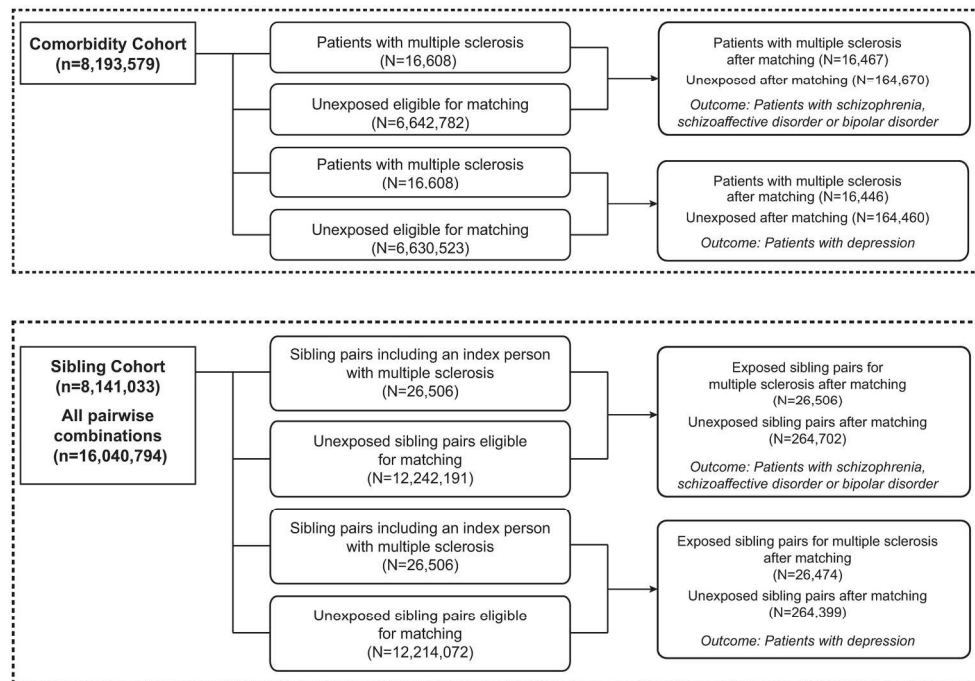 Comorbidity Cohort
(n=8,193,579)
Patients with multiple sclerosis
(N=16,608)
Unexposed eligible for matching
(N=6,642,782)
Patients with multiple sclerosis
(N=16.608)
Unexposed eligible for matching
(N=6,630,523)
Patients with multiple sclerosis
after matching (N=16,467)
Unexposed after matching (N=164,670)
Outcome: Patients with schizophrenia,
schizoaffective disorder or bipolar disorder
Patients with multiple sclerosis
after matching (N=16,446)
Unexposed after matching (N=164,460)
Outcome: Patients with depression
Sibling Cohort
(n=8,141,033)
All pairwise
combinations
(n=16,040,794)
Sibling pairs including an index person
with multiple sclerosis
(N=26,506)
Unexposed sibling pairs eligible
for matching
(N=12,242,191)
Sibling pairs including an index person
with multiple sclerosis
(N=26,506)
Unexposed sibling pairs eligible
for matching
(N=12,214,072)
Exposed sibling pairs for
multiple sclerosis after matching
(N=26,506)
Unexposed sibling pairs after matching
(N=264,702)
Outcome: Patients with schizophrenia,
schizoaffective disorder or bipolar disorder
Exposed sibling pairs for multiple sclerosis
after matching
(N=26,474)
Unexposed sibling pairs after matching
(N=264,399)
Outcome: Patients with depression